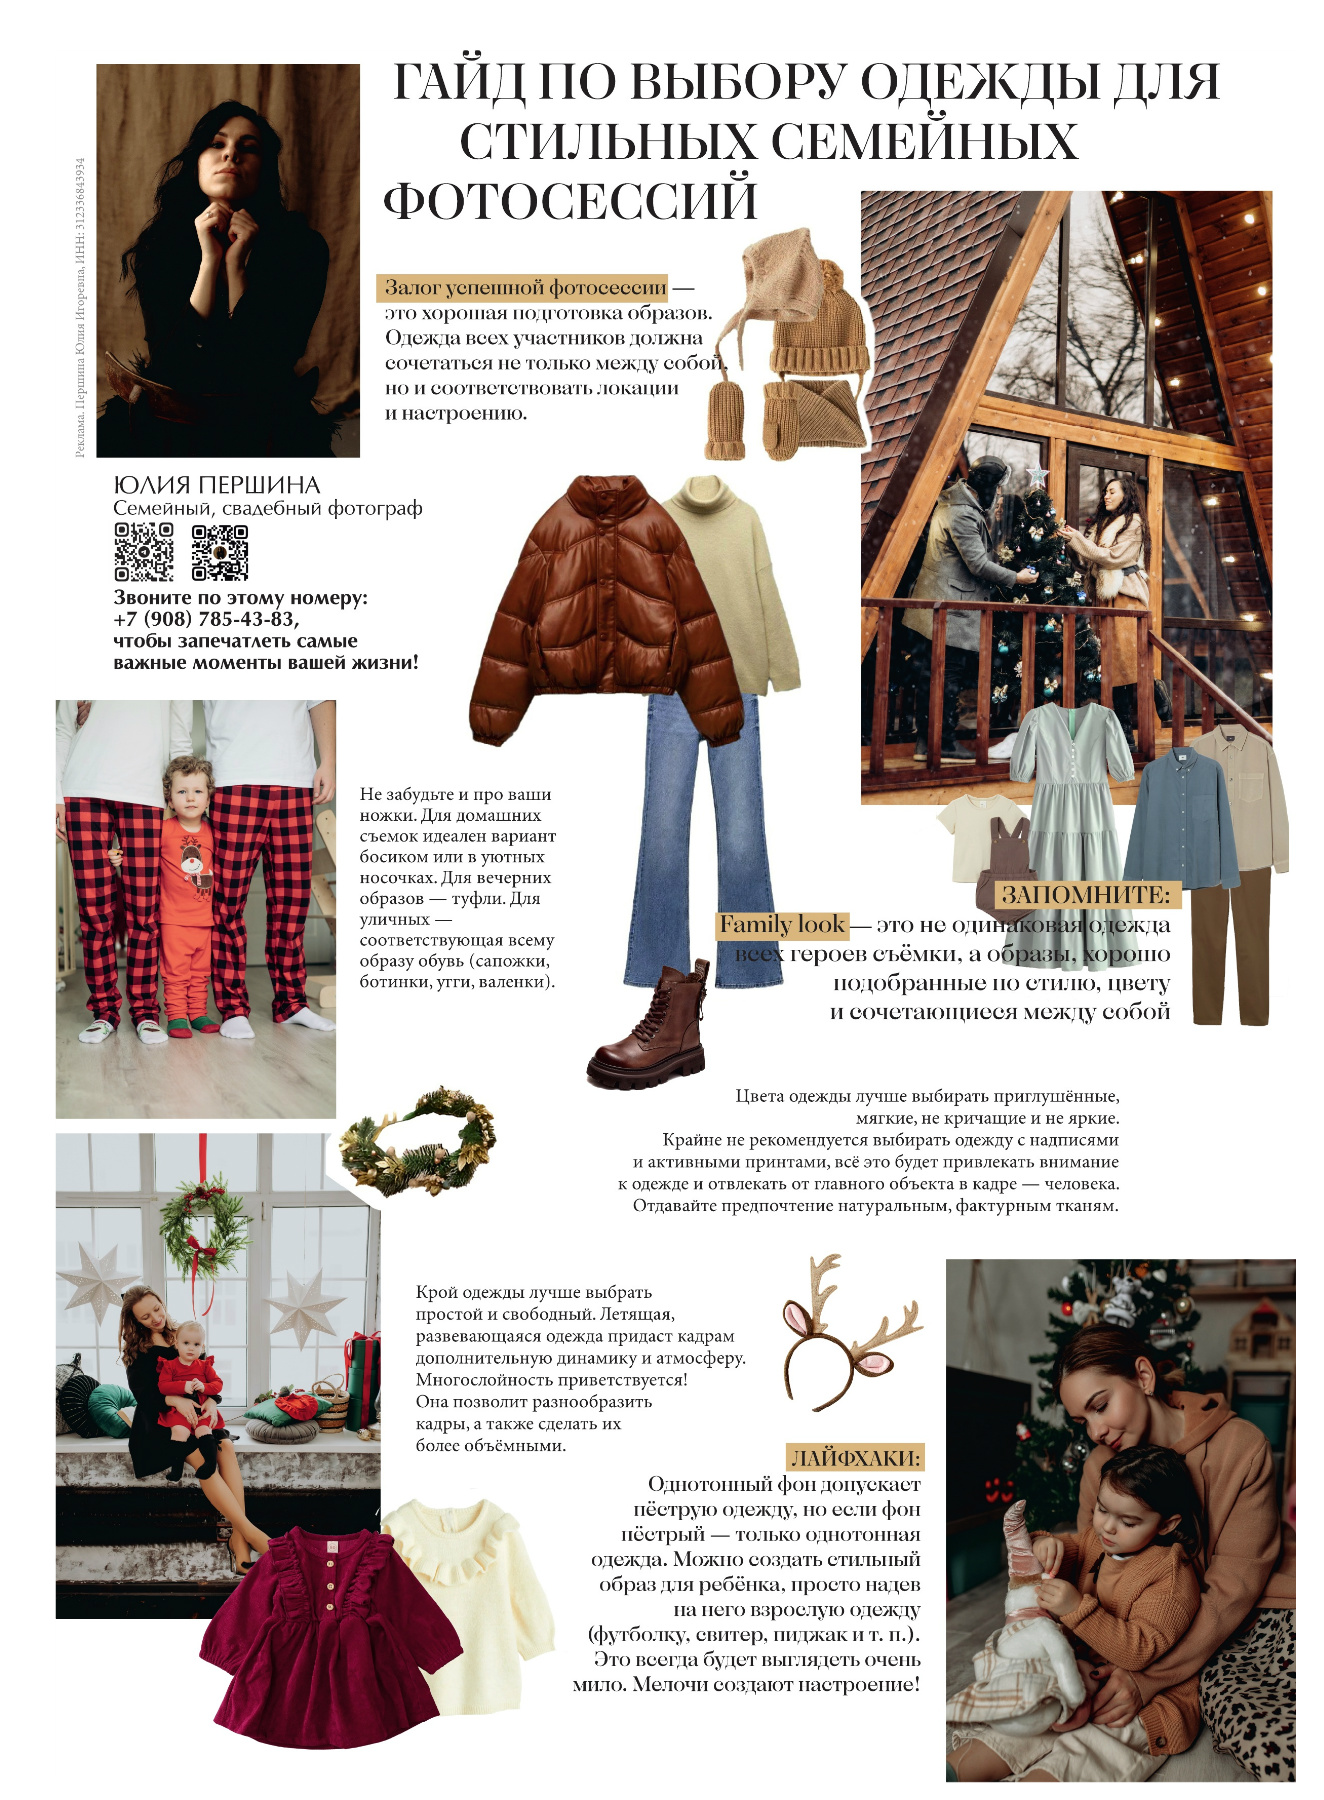 ГАЙД ПО ВЫБОРУ ОДЕЖДЫ ДЛЯ
СТИЛЬНЫХ СЕМЕЙНЫХ
ФОТОСЕССИЙ
Реклама. Першина Юлия Игоревна, ИНН: 312336843934
Залог успешной фотосессии —
это хорошая подготовка образов.
Одежда всех участников должна
сочетаться не только между собой,
но и соответствовать локации
и настроению.
ЮЛИЯ ПЕРШИНА
Семейный, свадебный фотограф
Звоните по этому номеру:
+7 (908) 785-43-83,
чтобы запечатлеть самые
важные моменты вашей жизни!
Не забудьте и про ваши
ножки. Для домашних
съемок идеален вариант
босиком или в уютных
носочках. Для вечерних
образов — туфли. Для
уличных —
соответствующая всему
образу обувь (сапожки,
ботинки, угги, валенки).
ЗАПОМНИТЕ:
Family look — это не одинаковая одежда
всех героев съёмки, а образы, хорошо
подобранные по стилю, цвету
и сочетающиеся между собой
Цвета одежды лучше выбирать приглушённые,
мягкие, не кричащие и не яркие.
Крайне не рекомендуется выбирать одежду с надписями
и активными принтами, всё это будет привлекать внимание
к одежде и отвлекать от главного объекта в кадре — человека.
Отдавайте предпочтение натуральным, фактурным тканям.
Крой одежды лучше выбрать
простой и свободный. Летящая,
развевающаяся одежда придаст кадрам
дополнительную динамику и атмосферу.
Многослойность приветствуется!
Она позволит разнообразить
кадры, а также сделать их
более объёмными.
ЛАЙФХАКИ:
Однотонный фон допускает
пёструю одежду, но если фон
пёстрый — только однотонная
одежда. Можно создать стильный
образ для ребёнка, просто надев
на него взрослую одежду
(футболку, свитер, пиджак и т. п.).
Это всегда будет выглядеть очень
мило. Мелочи создают настроение!